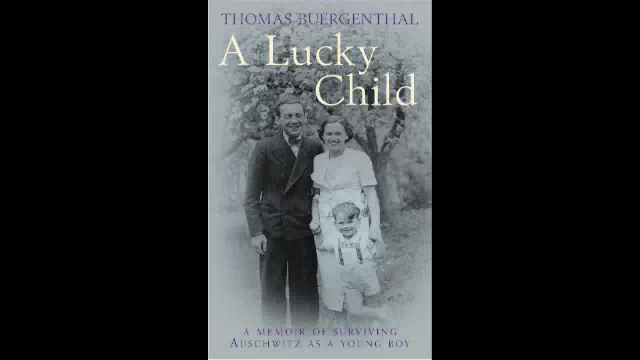 THOMAS BUERGENTHAL
A Lucky
Child
A MEMOIR OF SURVIVING
AUSCHWITZ AS A YOUNG BOY